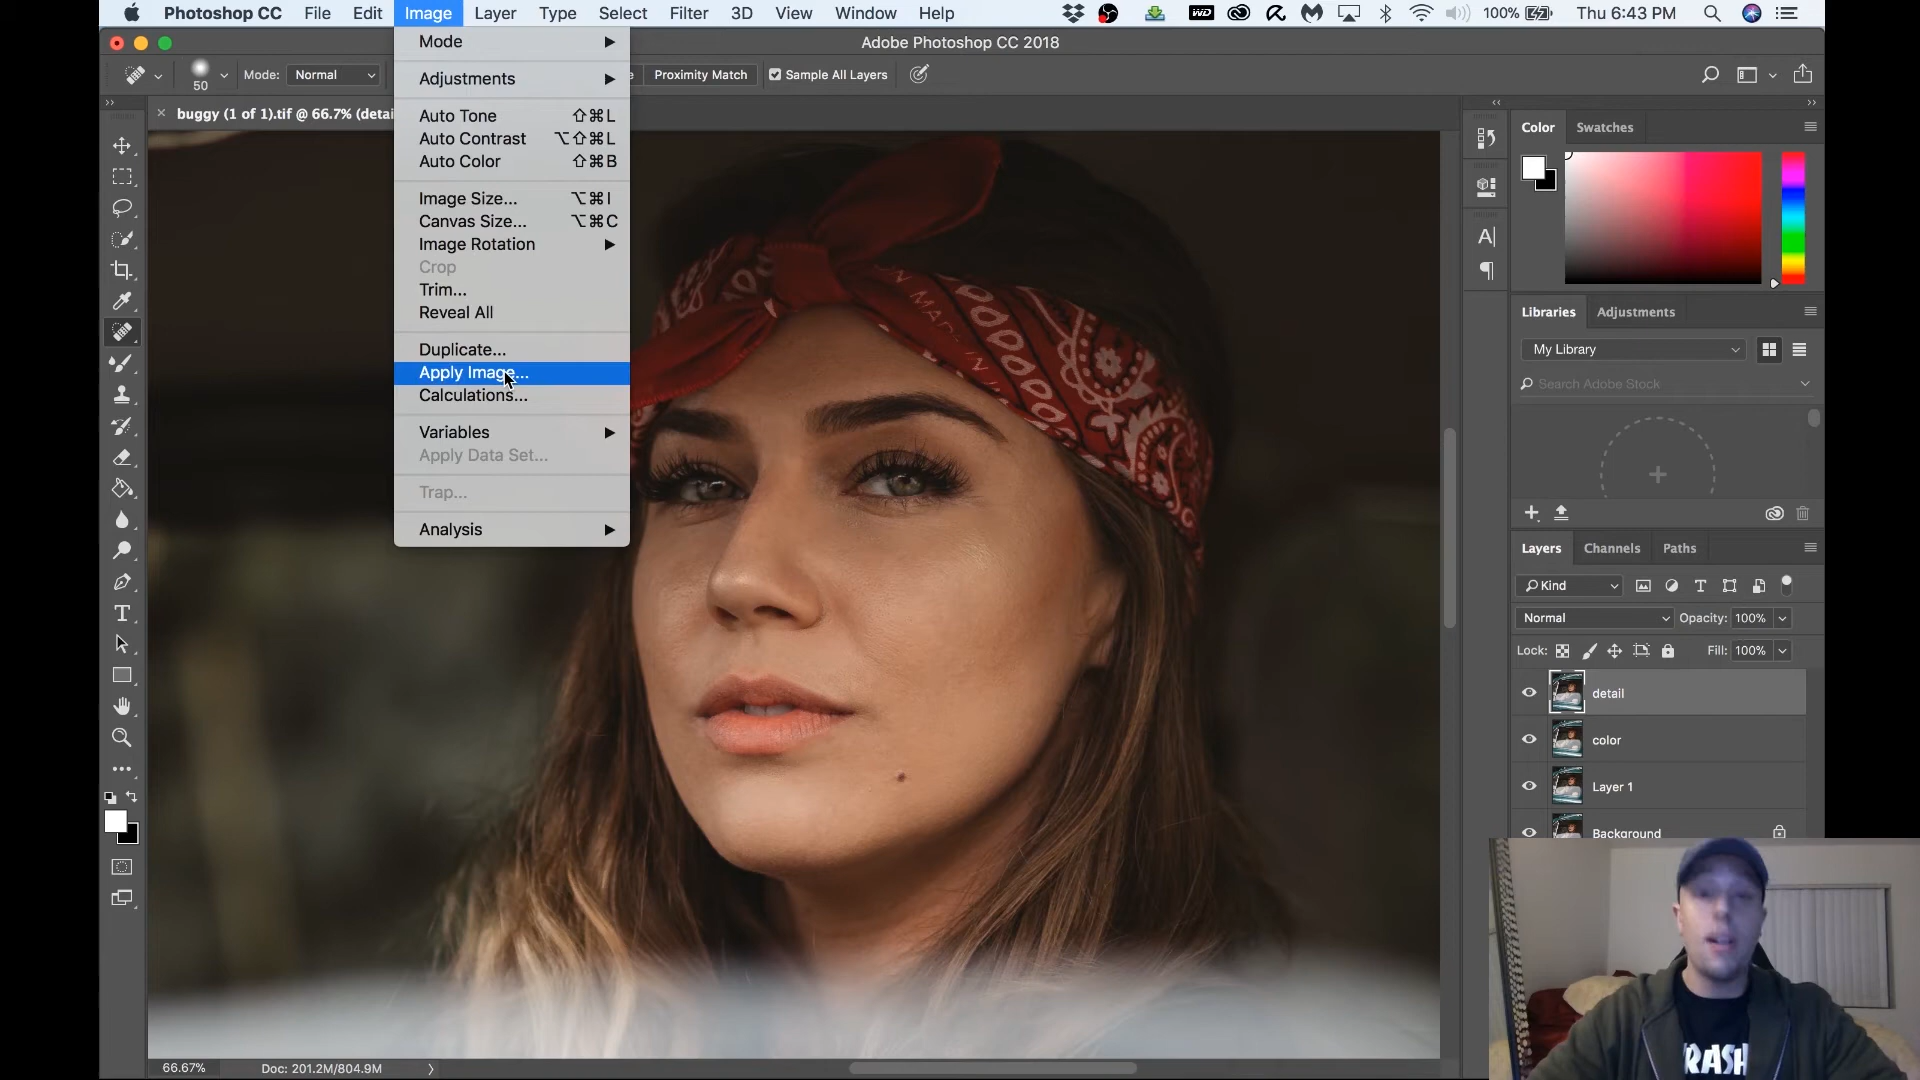 Photoshop CC File Edit Image Layer Type Select Filter 3D View Window Help 100% Thu 6:43 PM
Adobe Photoshop CC 2018
50 Mode: Normal Proximity Match Sample All Layers
buggy (1 of 1).tif @ 66.7% (detai
Mode
Adjustments
Auto Tone ⇧⌘L
Auto Contrast ⌥⇧⌘L
Auto Color ⇧⌘B
Image Size... ⌥⌘I
Canvas Size... ⌥⌘C
Image Rotation
Crop
Trim...
Reveal All
Duplicate...
Apply Image...
Calculations...
Variables
Apply Data Set...
Trap...
Analysis
Color Swatches
Libraries Adjustments
My Library
Search Adobe Stock
Layers Channels Paths
Kind
Normal Opacity: 100%
Lock: Fill: 100%
detail
color
Layer 1
Background
66.67% Doc: 201.2M/804.9M
RASH